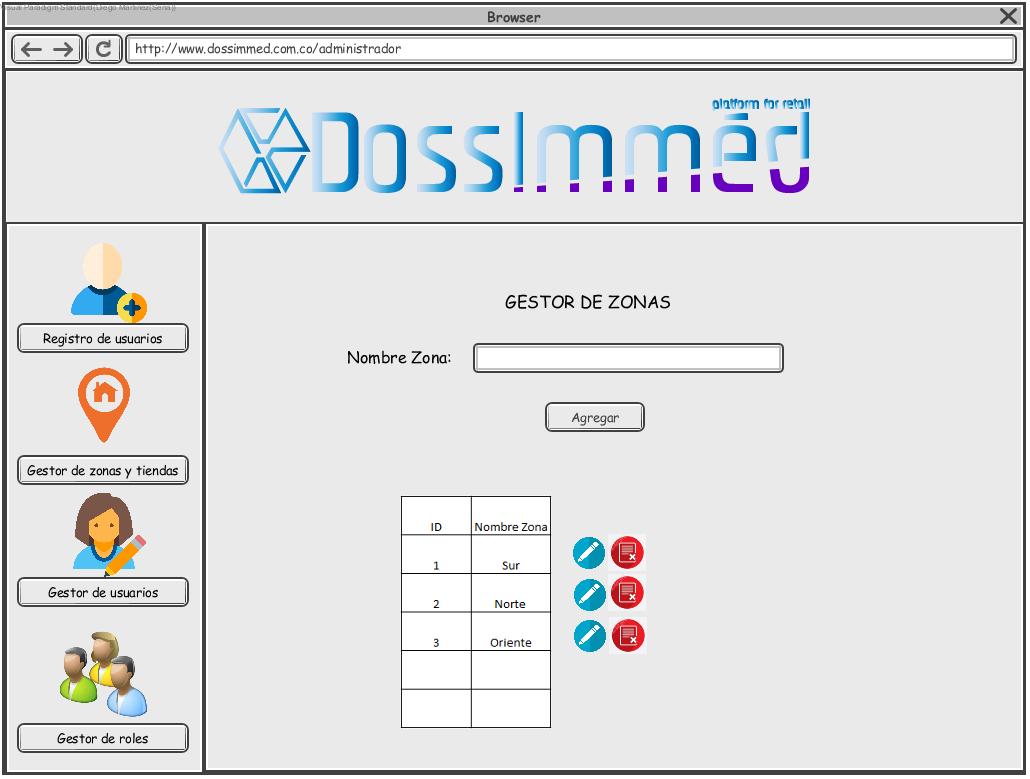 Visual Paradigm Standard(Diego Martinez(Sena))
Browser
http://www.dossimmed.com.co/administrador
platform for retail
DossImmēd
Registro de usuarios
Gestor de zonas y tiendas
Gestor de usuarios
Gestor de roles
GESTOR DE ZONAS
Nombre Zona:
Agregar
ID Nombre Zona
1 Sur
2 Norte
3 Oriente